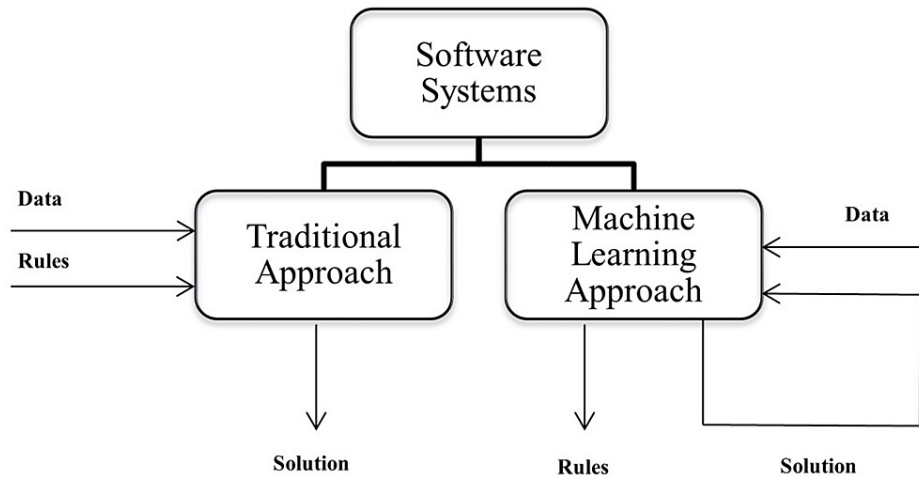 Software
Systems
Data
Rules
Traditional
Approach
Machine
Learning
Approach
Data
Solution
Rules
Solution